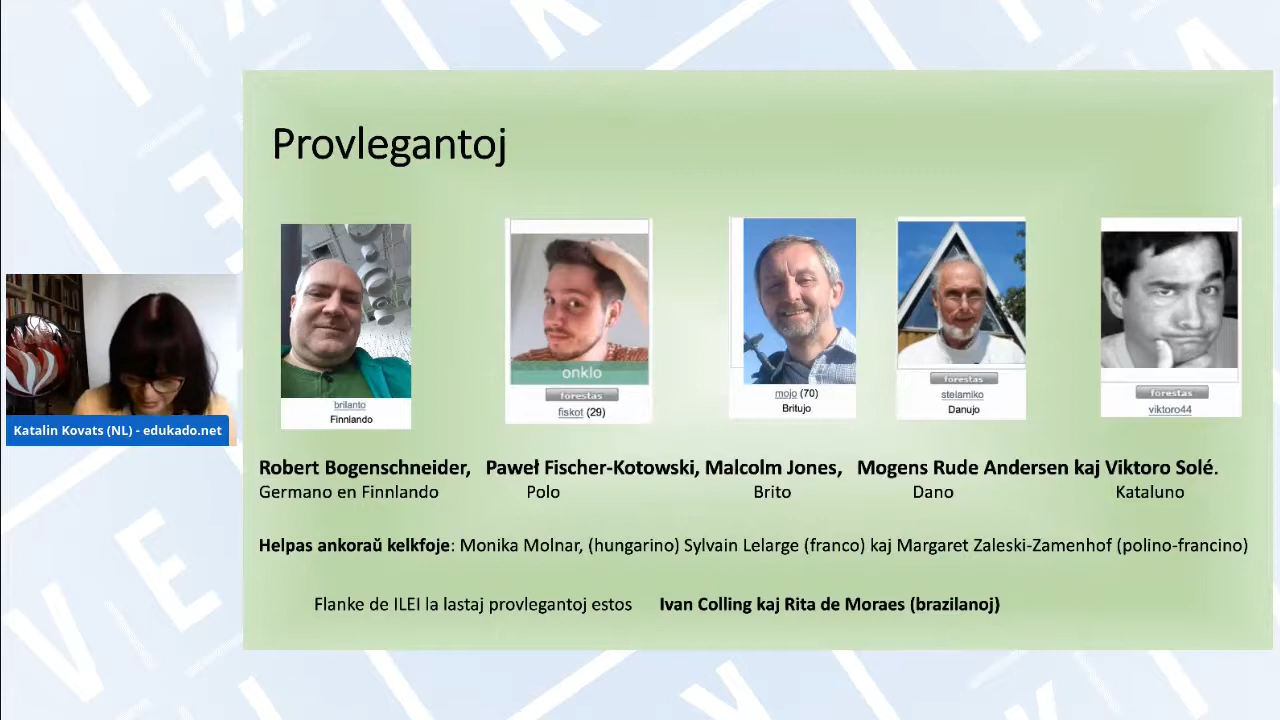 Provlegantoj
brilanto
Finnlando
onklo
forestas
fiskot (29)
mojo (70)
Britujo
forestas
stelamiko
Danujo
forestas
viktoro44
Katalin Kovats (NL) - edukado.net
Robert Bogenschneider, Paweł Fischer-Kotowski, Malcolm Jones, Mogens Rude Andersen kaj Viktoro Solé.
Germano en Finnlando Polo Brito Dano Kataluno
Helpas ankoraŭ kelkfoje: Monika Molnar, (hungarino) Sylvain Lelarge (franco) kaj Margaret Zaleski-Zamenhof (polino-francino)
Flanke de ILEI la lastaj provlegantoj estos Ivan Colling kaj Rita de Moraes (brazilanoj)